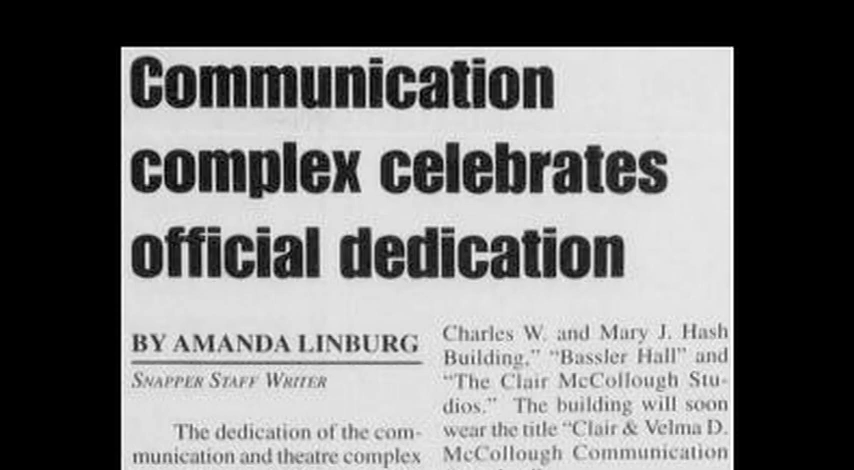 Communication
complex celebrates
official dedication
BY AMANDA LINBURG
SNAPPER STAFF WRITER
The dedication of the com-
munication and theatre complex
Charles W. and Mary J. Hash
Building,” “Bassler Hall” and
“The Clair McCollough Stu-
dios.” The building will soon
wear the title “Clair & Velma D.
McCollough Communication